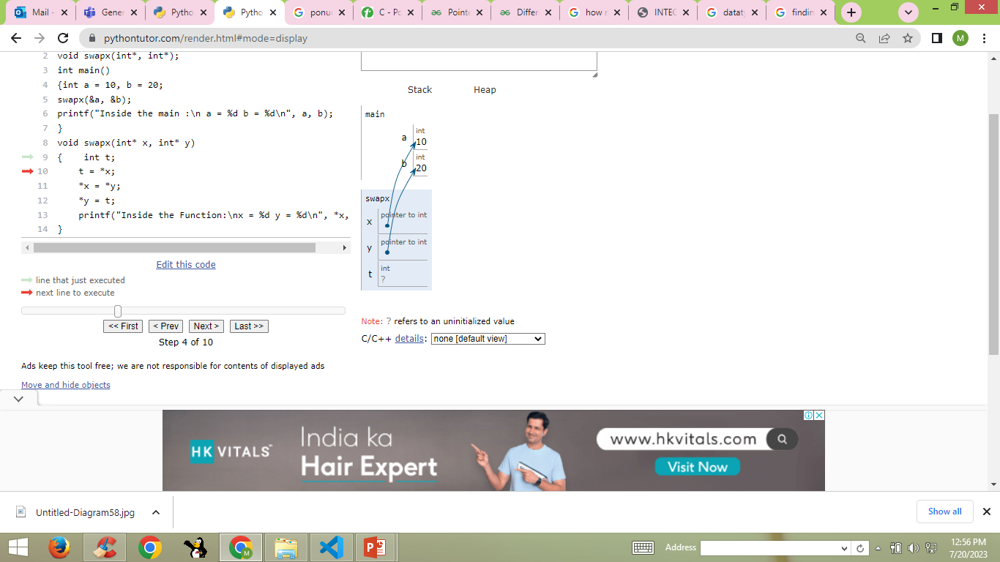 Mail -
Gener
Pytho
Pytho
ponu
C - Po
Pointe
Differ
how r
INTEG
dataty
findin
pythontutor.com/render.html#mode=display
M
2 void swapx(int*, int*);
3 int main()
4 {int a = 10, b = 20;
5 swapx(&a, &b);
6 printf("Inside the main :\n a = %d b = %d\n", a, b);
7 }
8 void swapx(int* x, int* y)
9 { int t;
10 t = *x;
11 *x = *y;
12 *y = t;
13 printf("Inside the Function:\nx = %d y = %d\n", *x,
14 }
Edit this code
line that just executed
next line to execute
<< First < Prev Next > Last >>
Step 4 of 10
Ads keep this tool free; we are not responsible for contents of displayed ads
Move and hide objects
Stack Heap
main
int
a 10
int
b 20
swapx
pointer to int
x
pointer to int
y
int
t ?
Note: ? refers to an uninitialized value
C/C++ details: none [default view]
HK VITALS™
India ka
Hair Expert
www.hkvitals.com
Visit Now
Untitled-Diagram58.jpg
Show all
Address
12:56 PM
7/20/2023